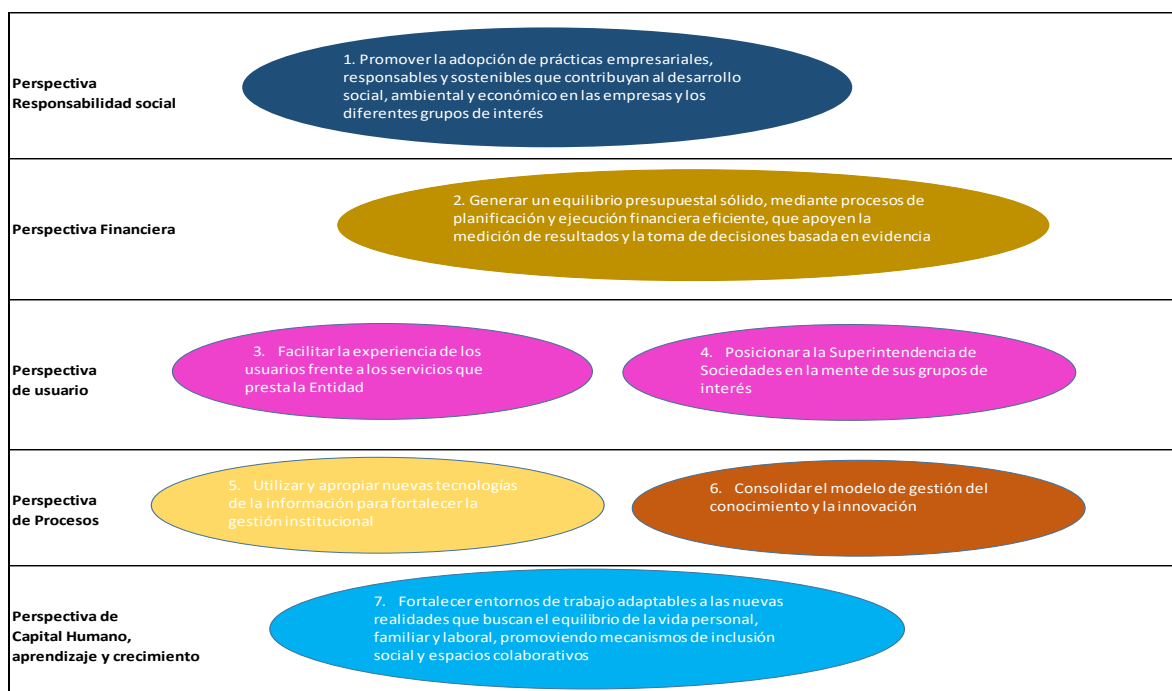 Perspectiva
Responsabilidad social
1. Promover la adopción de prácticas empresariales,
responsables y sostenibles que contribuyan al desarrollo
social, ambiental y económico en las empresas y los
diferentes grupos de interés
Perspectiva Financiera
2. Generar un equilibrio presupuestal sólido, mediante procesos de
planificación y ejecución financiera eficiente, que apoyen la
medición de resultados y la toma de decisiones basada en evidencia
Perspectiva
de usuario
3. Facilitar la experiencia de los
usuarios frente a los servicios que
presta la Entidad
4. Posicionar a la Superintendencia de
Sociedades en la mente de sus grupos de
interés
Perspectiva
de Procesos
5. Utilizar y apropiar nuevas tecnologías
de la información para fortalecer la
gestión institucional
6. Consolidar el modelo de gestión del
conocimiento y la innovación
Perspectiva de
Capital Humano,
aprendizaje y crecimiento
7. Fortalecer entornos de trabajo adaptables a las nuevas
realidades que buscan el equilibrio de la vida personal,
familiar y laboral, promoviendo mecanismos de inclusión
social y espacios colaborativos